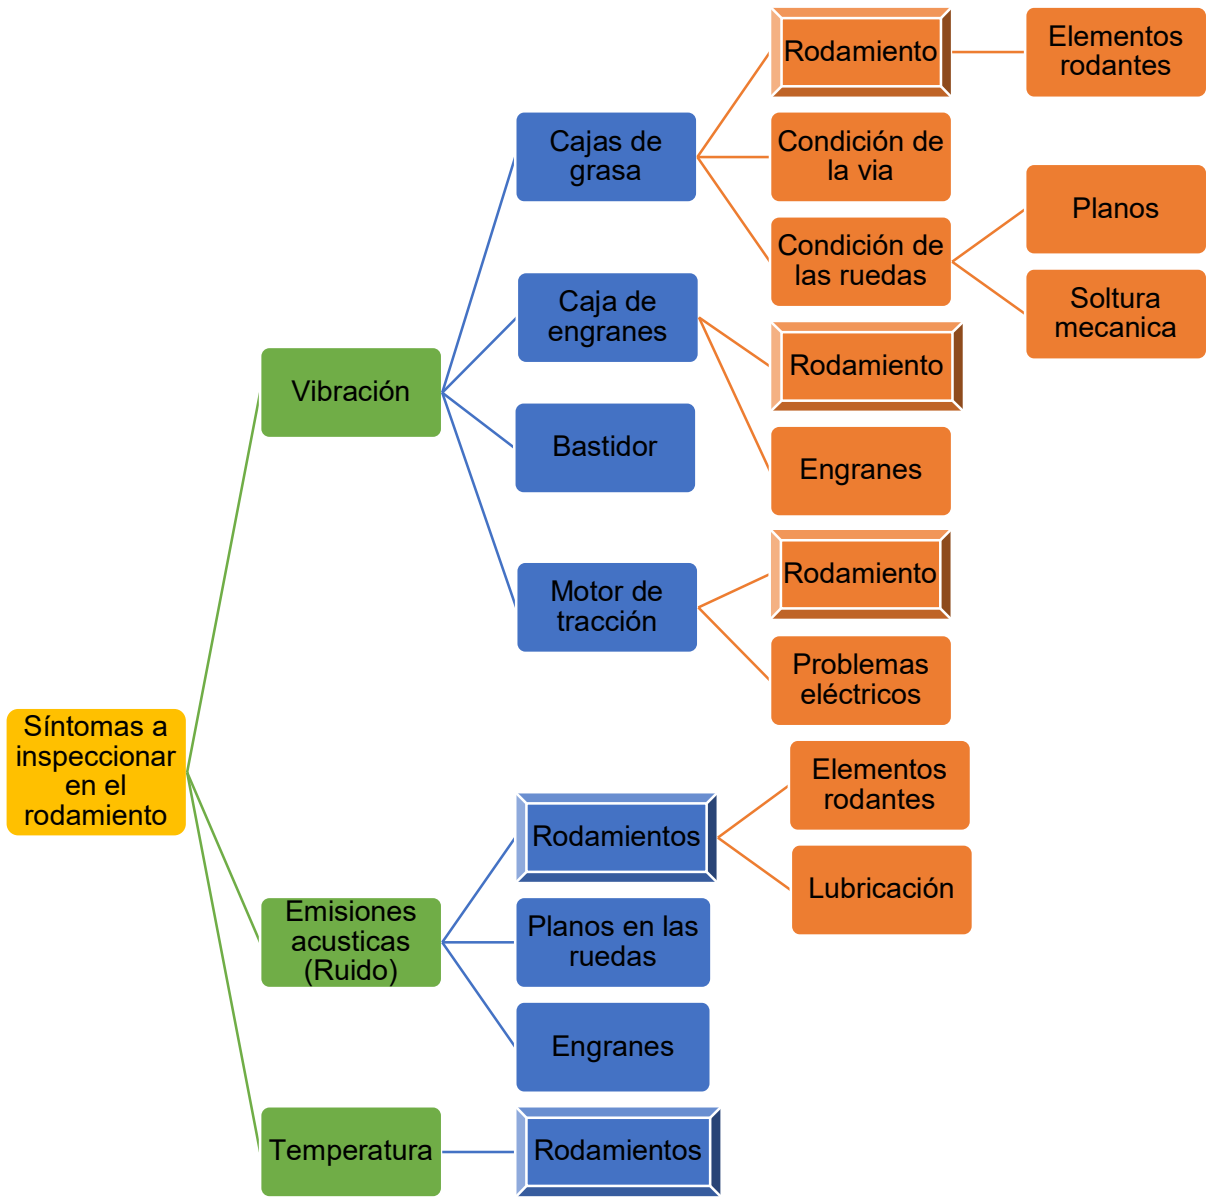 Síntomas a
inspeccionar
en el
rodamiento
Vibración
Cajas de
grasa
Rodamiento
Elementos
rodantes
Condición de
la via
Condición de
las ruedas
Planos
Soltura
mecanica
Caja de
engranes
Rodamiento
Engranes
Bastidor
Motor de
tracción
Rodamiento
Problemas
eléctricos
Emisiones
acusticas
(Ruido)
Rodamientos
Elementos
rodantes
Lubricación
Planos en las
ruedas
Engranes
Temperatura
Rodamientos